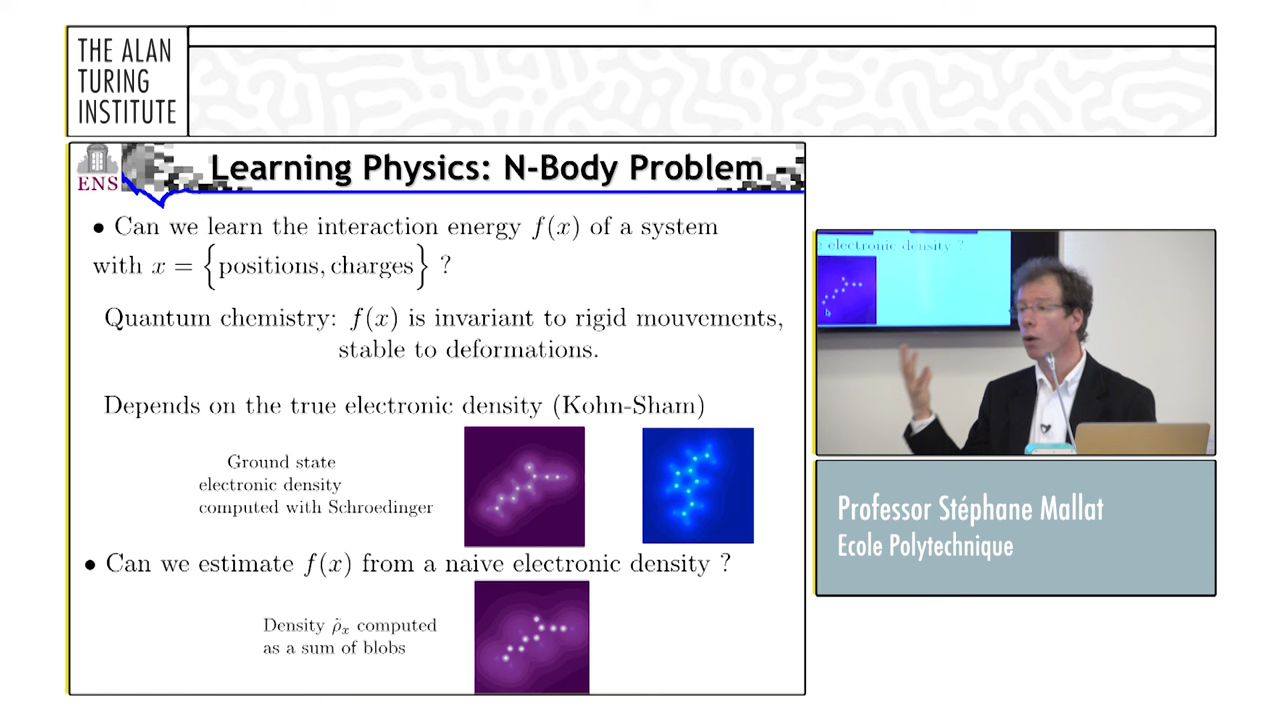 THE ALAN
TURING
INSTITUTE
ENS
Learning Physics: N-Body Problem
• Can we learn the interaction energy f(x) of a system
with x = {positions, charges} ?
Quantum chemistry: f(x) is invariant to rigid mouvements,
stable to deformations.
Depends on the true electronic density (Kohn-Sham)
Ground state
electronic density
computed with Schroedinger
• Can we estimate f(x) from a naive electronic density ?
Density ρ̃ₓ computed
as a sum of blobs
electronic density ?
Professor Stéphane Mallat
Ecole Polytechnique